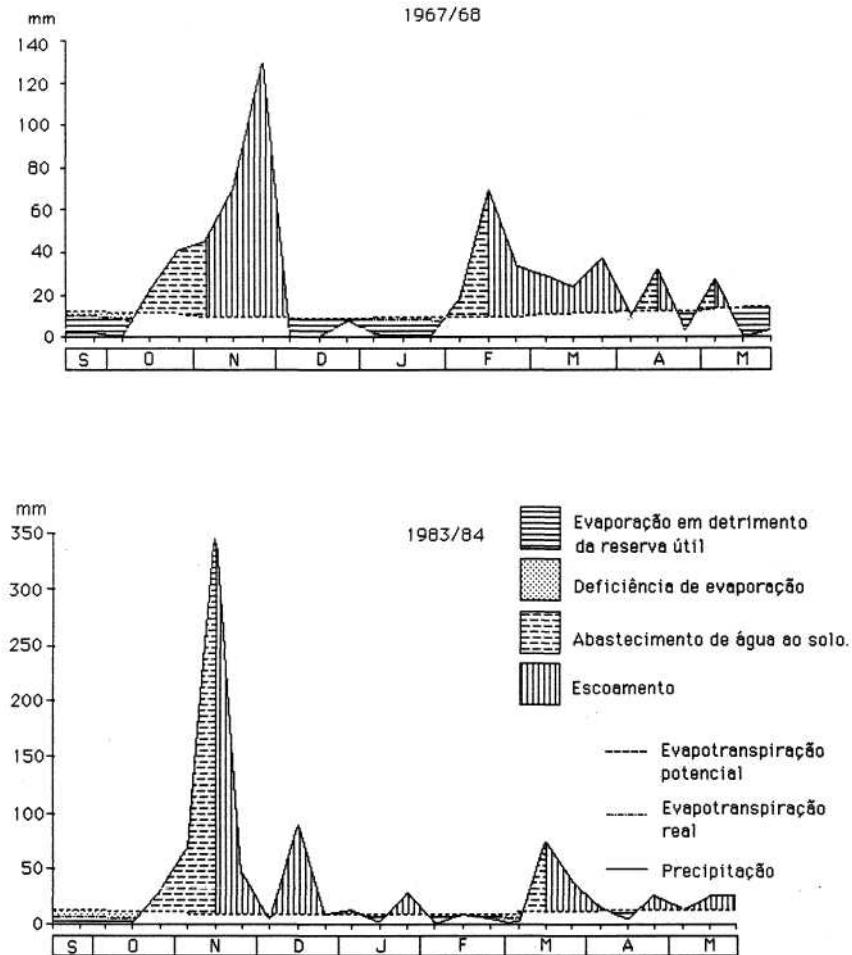 1967/68
mm
140
120
100
80
60
40
20
0
S O N D J F M A M
mm
1983/84
350
300
250
200
150
100
50
0
S O N D J F M A M
Evaporação em detrimento
da reserva útil
Deficiência de evaporação
Abastecimento de água ao solo.
Escoamento
Evapotranspiração
potencial
Evapotranspiração
real
Precipitação